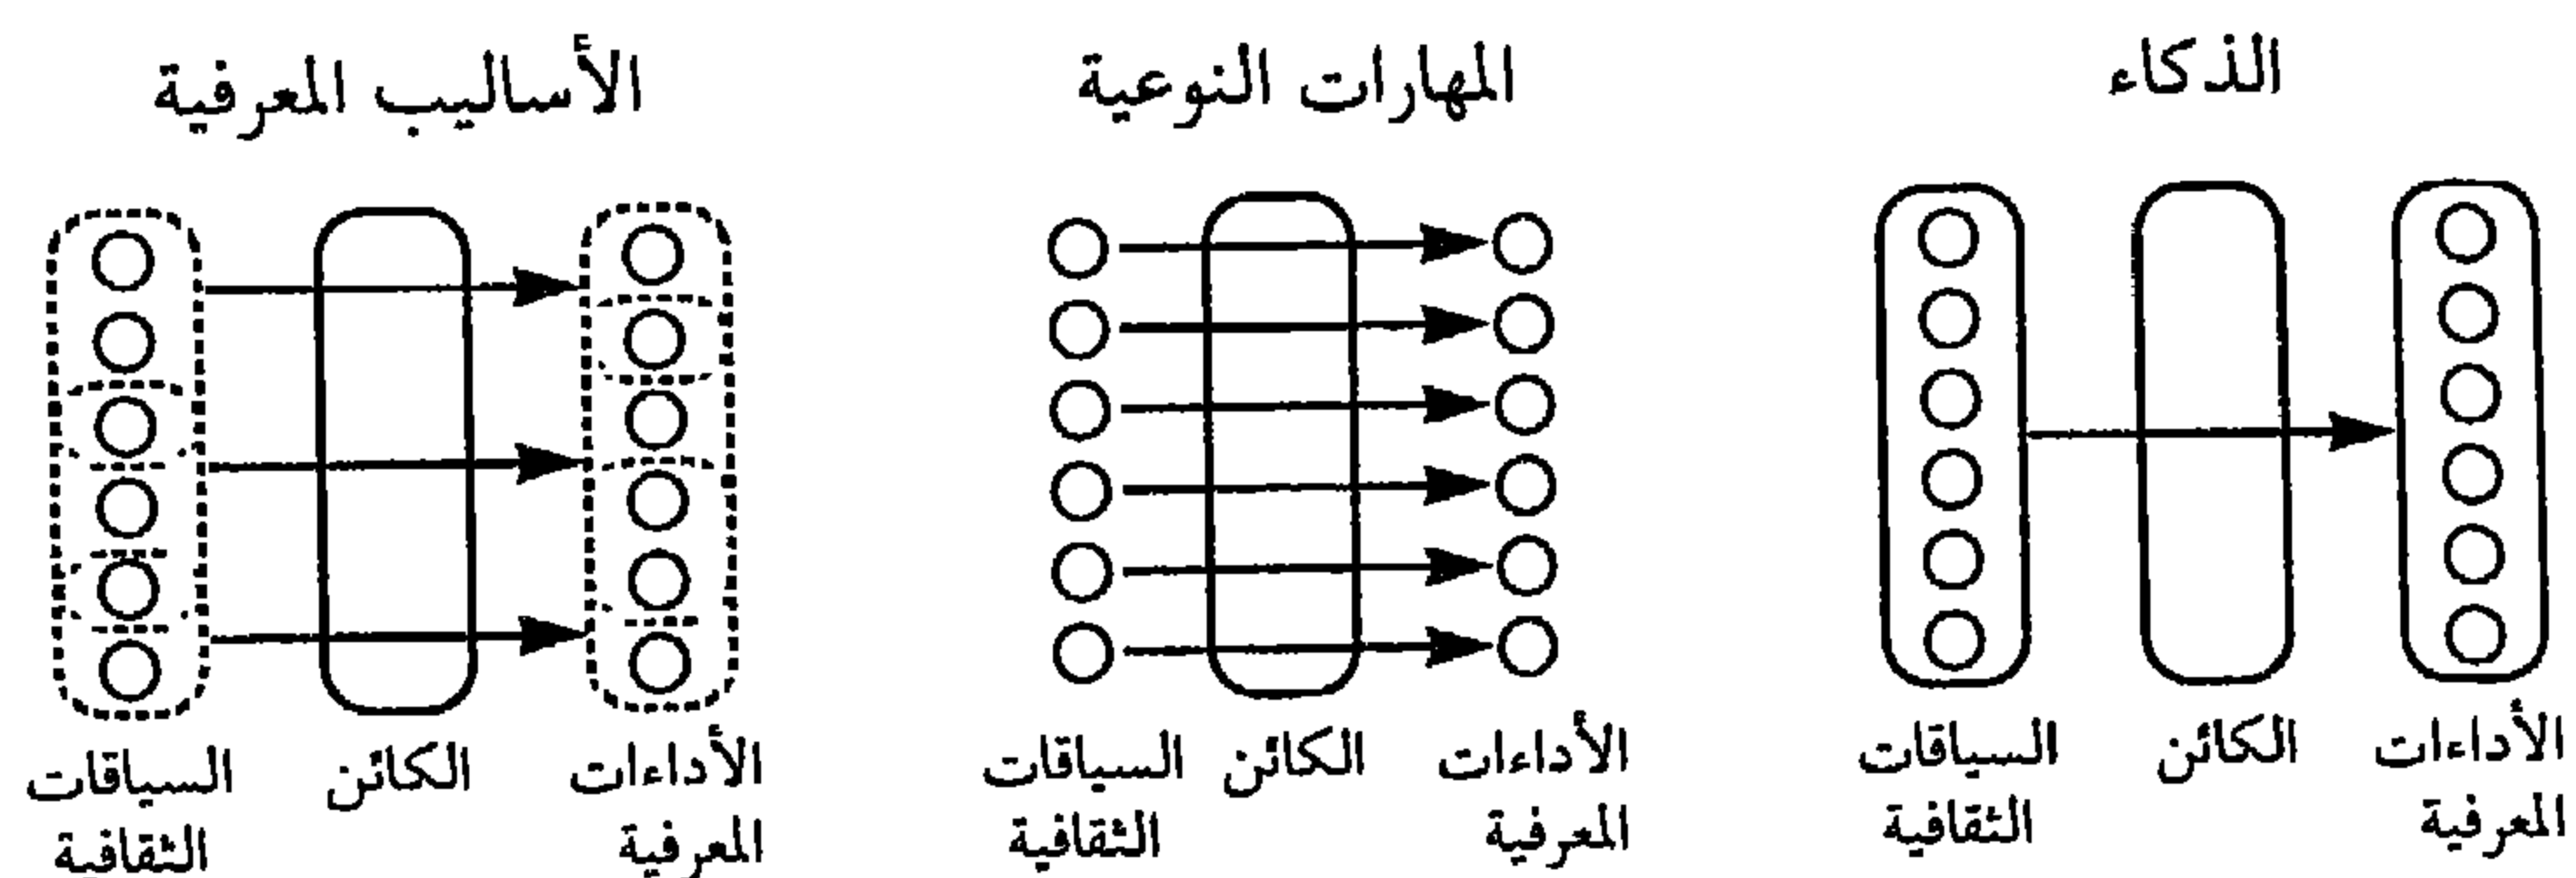 الذكاء
المهارات النوعية
الأساليب المعرفية
الأداءات
المعرفية
الكائن
السياقات
الثقافية
الأداءات
المعرفية
الكائن
السياقات
الثقافية
الأداءات
المعرفية
الكائن
السياقات
الثقافية